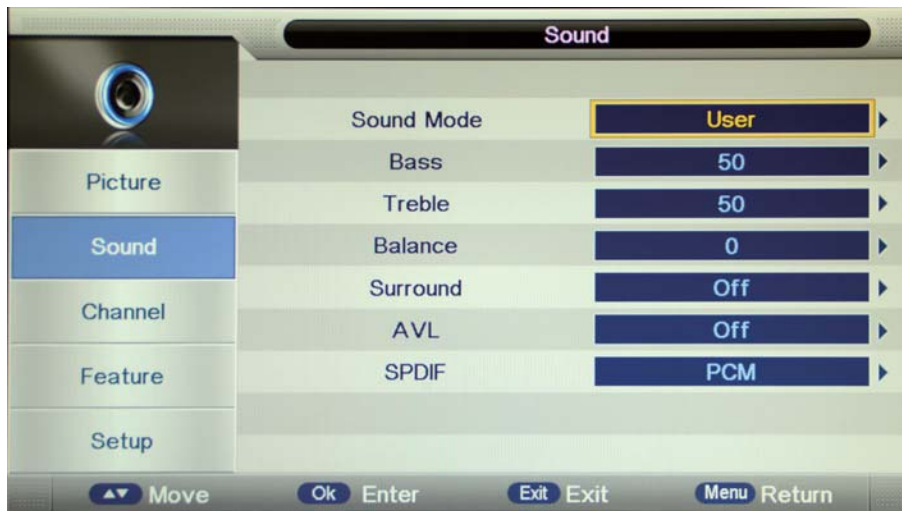 Sound
Picture
Sound
Channel
Feature
Setup
Sound Mode User
Bass 50
Treble 50
Balance 0
Surround Off
AVL Off
SPDIF PCM
Move Ok Enter Exit Exit Menu Return